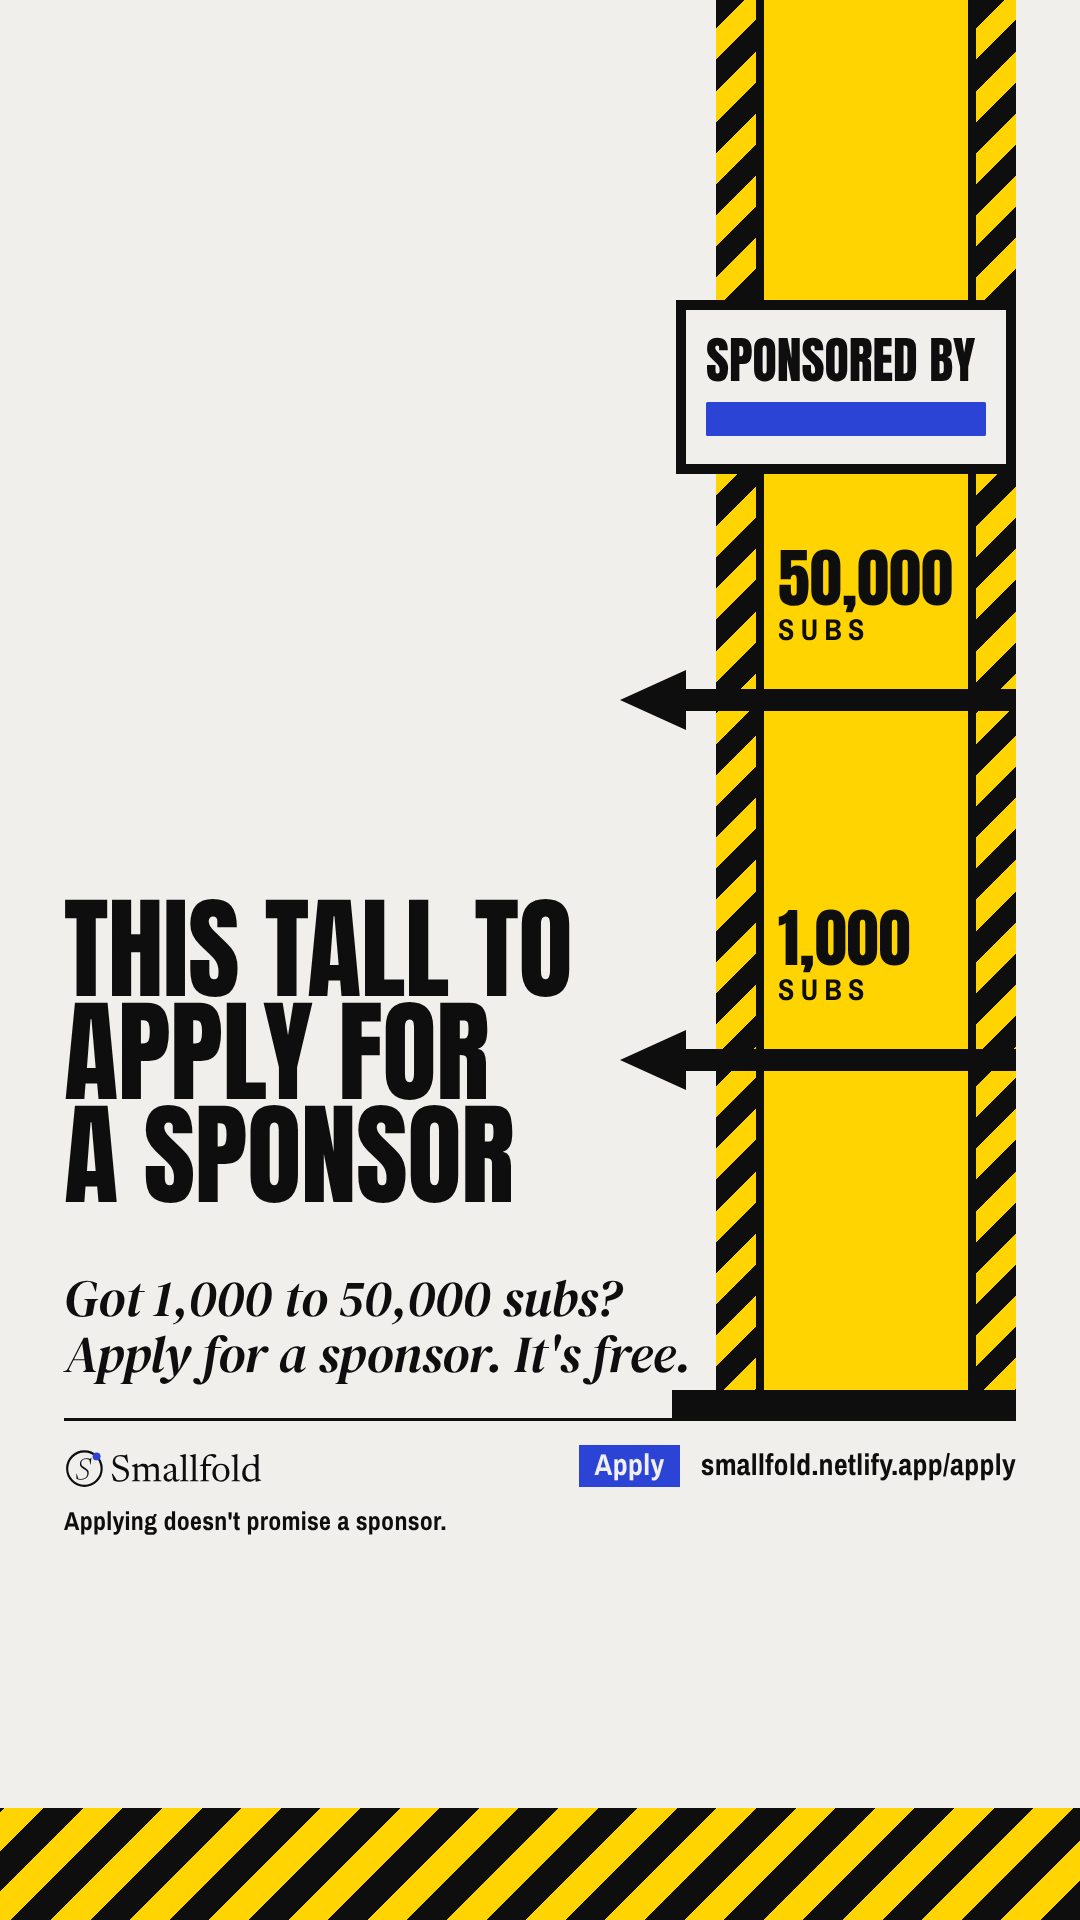 SPONSORED BY
50,000
SUBS
1,000
SUBS
THIS TALL TO
APPLY FOR
A SPONSOR
Got 1,000 to 50,000 subs?
Apply for a sponsor. It's free.
S Smallfold
Apply smallfold.netlify.app/apply
Applying doesn't promise a sponsor.